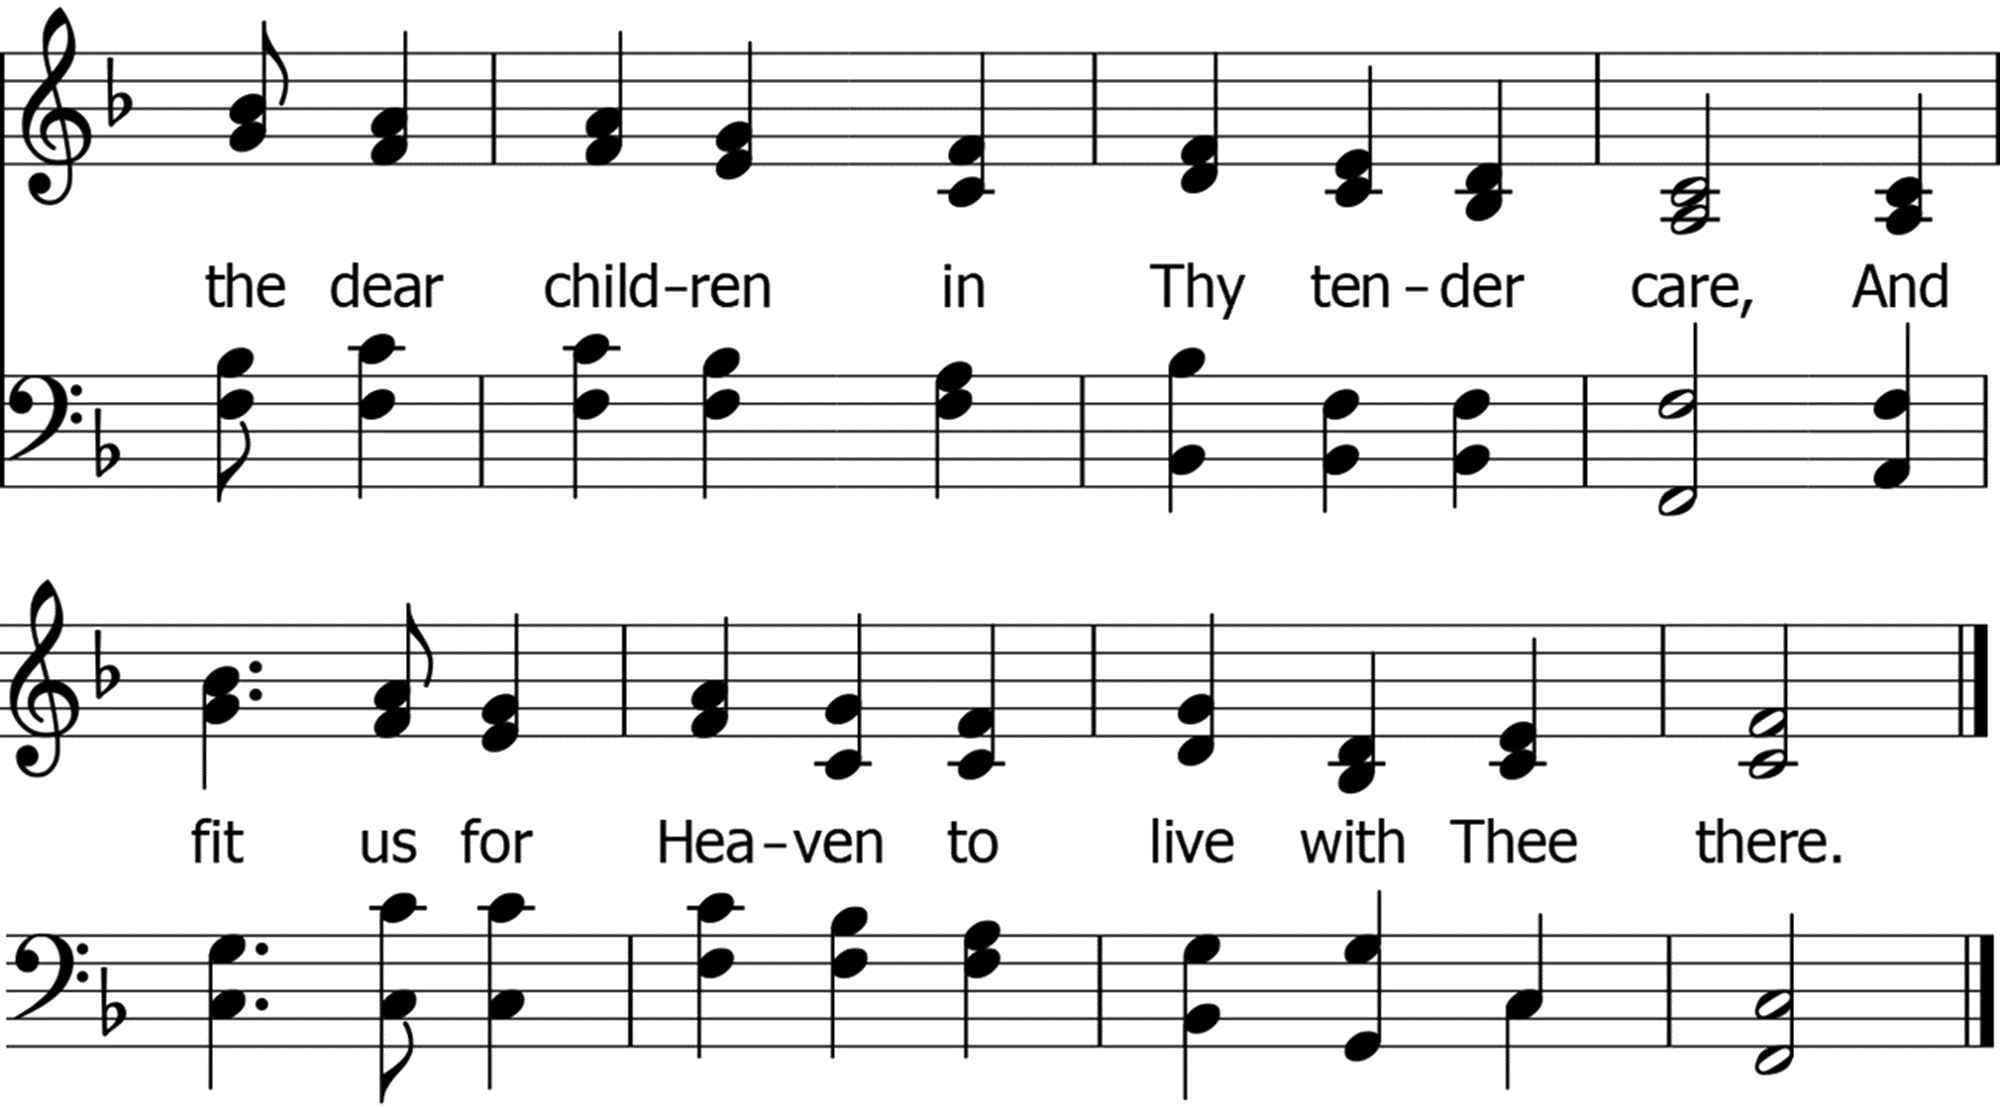 the dear child-ren in Thy ten-der care, And
fit us for Hea-ven to live with Thee there.